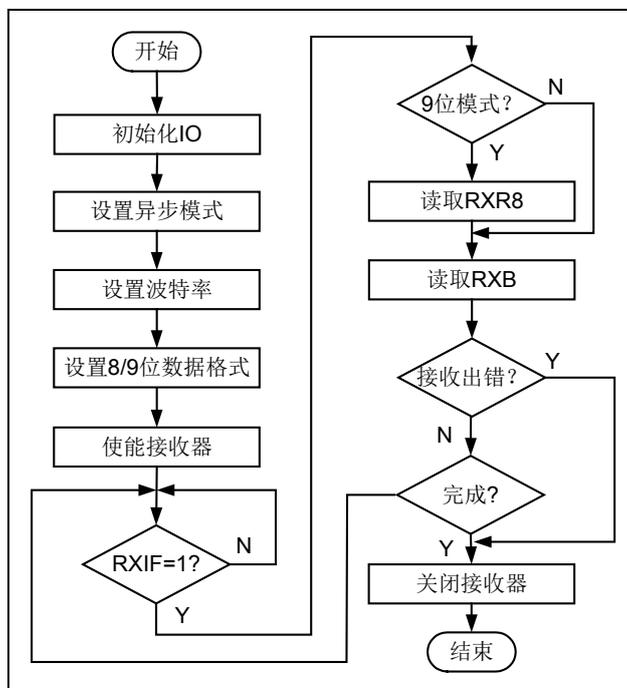 开始
初始化IO
设置异步模式
设置波特率
设置8/9位数据格式
使能接收器
RXIF=1?
N
Y
9位模式？
N
Y
读取RXR8
读取RXB
接收出错？
Y
N
完成?
Y
关闭接收器
结束